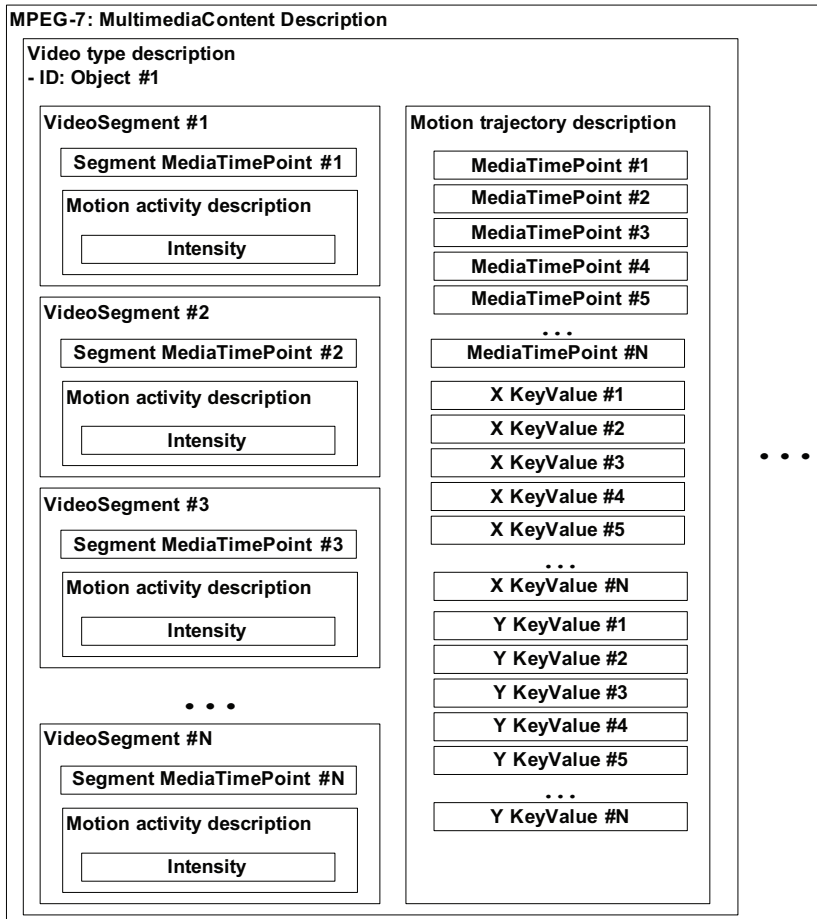 MPEG-7: MultimediaContent Description
Video type description
- ID: Object #1
VideoSegment #1
Segment MediaTimePoint #1
Motion activity description
Intensity
VideoSegment #2
Segment MediaTimePoint #2
Motion activity description
Intensity
VideoSegment #3
Segment MediaTimePoint #3
Motion activity description
Intensity
...
VideoSegment #N
Segment MediaTimePoint #N
Motion activity description
Intensity
Motion trajectory description
MediaTimePoint #1
MediaTimePoint #2
MediaTimePoint #3
MediaTimePoint #4
MediaTimePoint #5
...
MediaTimePoint #N
X KeyValue #1
X KeyValue #2
X KeyValue #3
X KeyValue #4
X KeyValue #5
...
X KeyValue #N
Y KeyValue #1
Y KeyValue #2
Y KeyValue #3
Y KeyValue #4
Y KeyValue #5
...
Y KeyValue #N
...